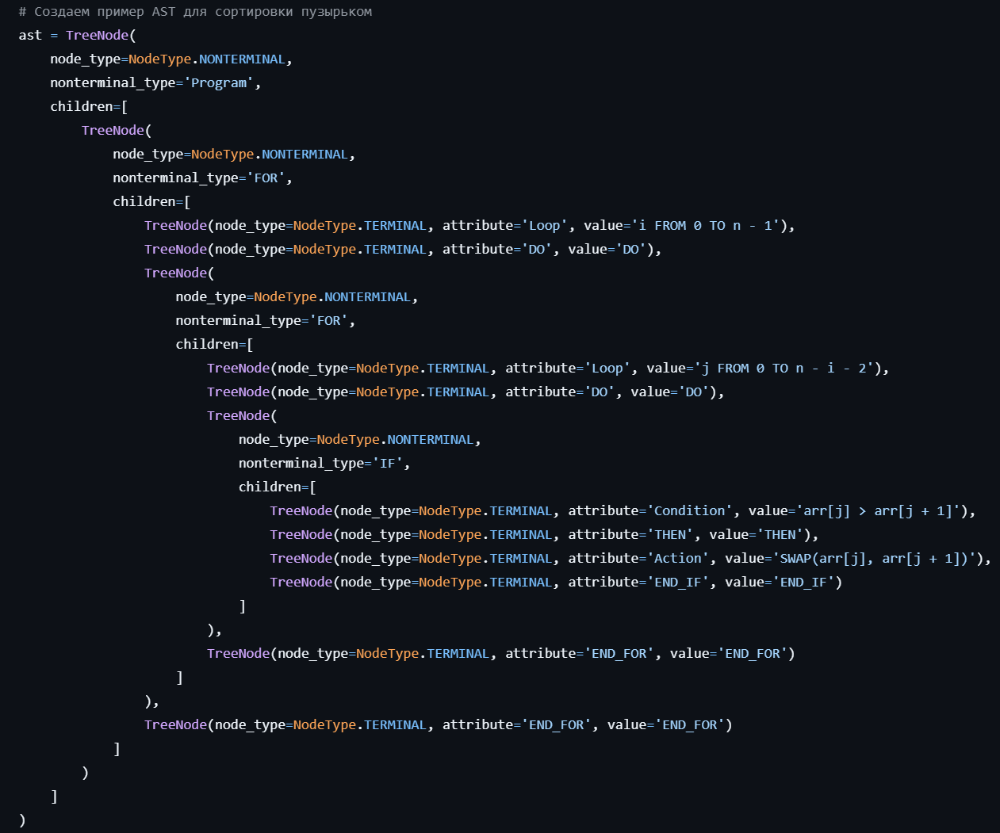 # Создаем пример AST для сортировки пузырьком
ast = TreeNode(
    node_type=NodeType.NONTERMINAL,
    nonterminal_type='Program',
    children=[
        TreeNode(
            node_type=NodeType.NONTERMINAL,
            nonterminal_type='FOR',
            children=[
                TreeNode(node_type=NodeType.TERMINAL, attribute='Loop', value='i FROM 0 TO n - 1'),
                TreeNode(node_type=NodeType.TERMINAL, attribute='DO', value='DO'),
                TreeNode(
                    node_type=NodeType.NONTERMINAL,
                    nonterminal_type='FOR',
                    children=[
                        TreeNode(node_type=NodeType.TERMINAL, attribute='Loop', value='j FROM 0 TO n - i - 2'),
                        TreeNode(node_type=NodeType.TERMINAL, attribute='DO', value='DO'),
                        TreeNode(
                            node_type=NodeType.NONTERMINAL,
                            nonterminal_type='IF',
                            children=[
                                TreeNode(node_type=NodeType.TERMINAL, attribute='Condition', value='arr[j] > arr[j + 1]'),
                                TreeNode(node_type=NodeType.TERMINAL, attribute='THEN', value='THEN'),
                                TreeNode(node_type=NodeType.TERMINAL, attribute='Action', value='SWAP(arr[j], arr[j + 1])'),
                                TreeNode(node_type=NodeType.TERMINAL, attribute='END_IF', value='END_IF')
                            ]
                        ),
                        TreeNode(node_type=NodeType.TERMINAL, attribute='END_FOR', value='END_FOR')
                    ]
                ),
                TreeNode(node_type=NodeType.TERMINAL, attribute='END_FOR', value='END_FOR')
            ]
        )
    ]
)